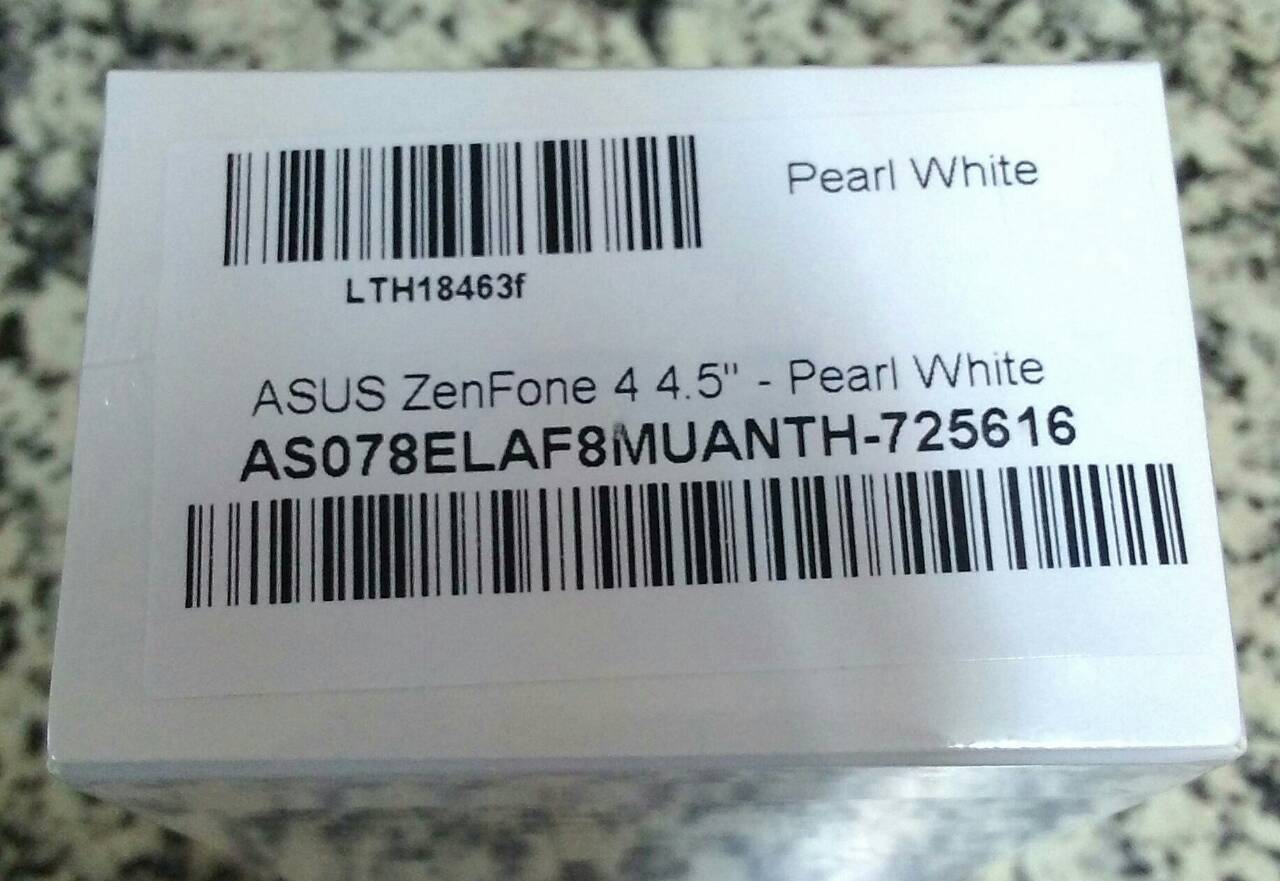 Pearl White
LTH18463f
ASUS ZenFone 4 4.5" - Pearl White
AS078ELAF8MUANTH-725616